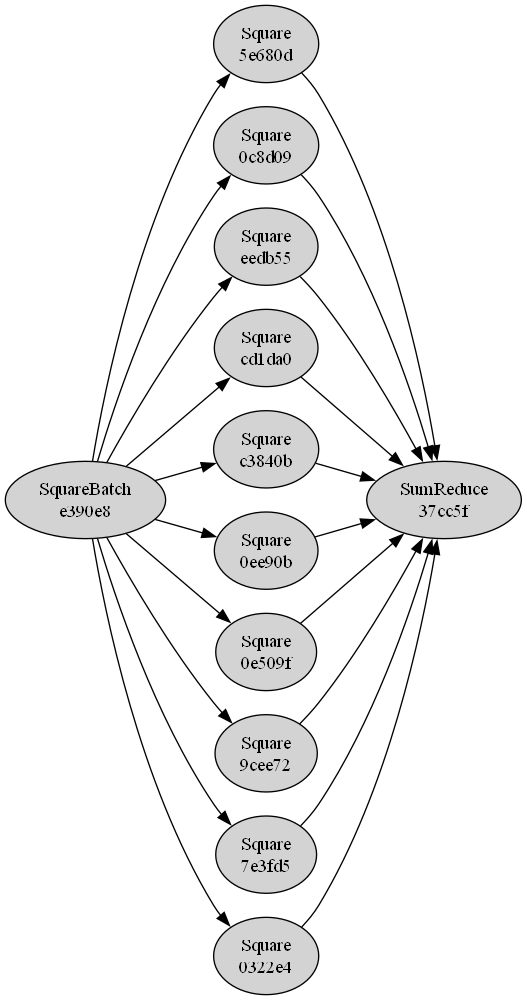 Square
5e680d
Square
0c8d09
Square
eedb55
Square
cd1da0
Square
c3840b
SquareBatch
e390e8
SumReduce
37cc5f
Square
0ee90b
Square
0e509f
Square
9cee72
Square
7e3fd5
Square
0322e4